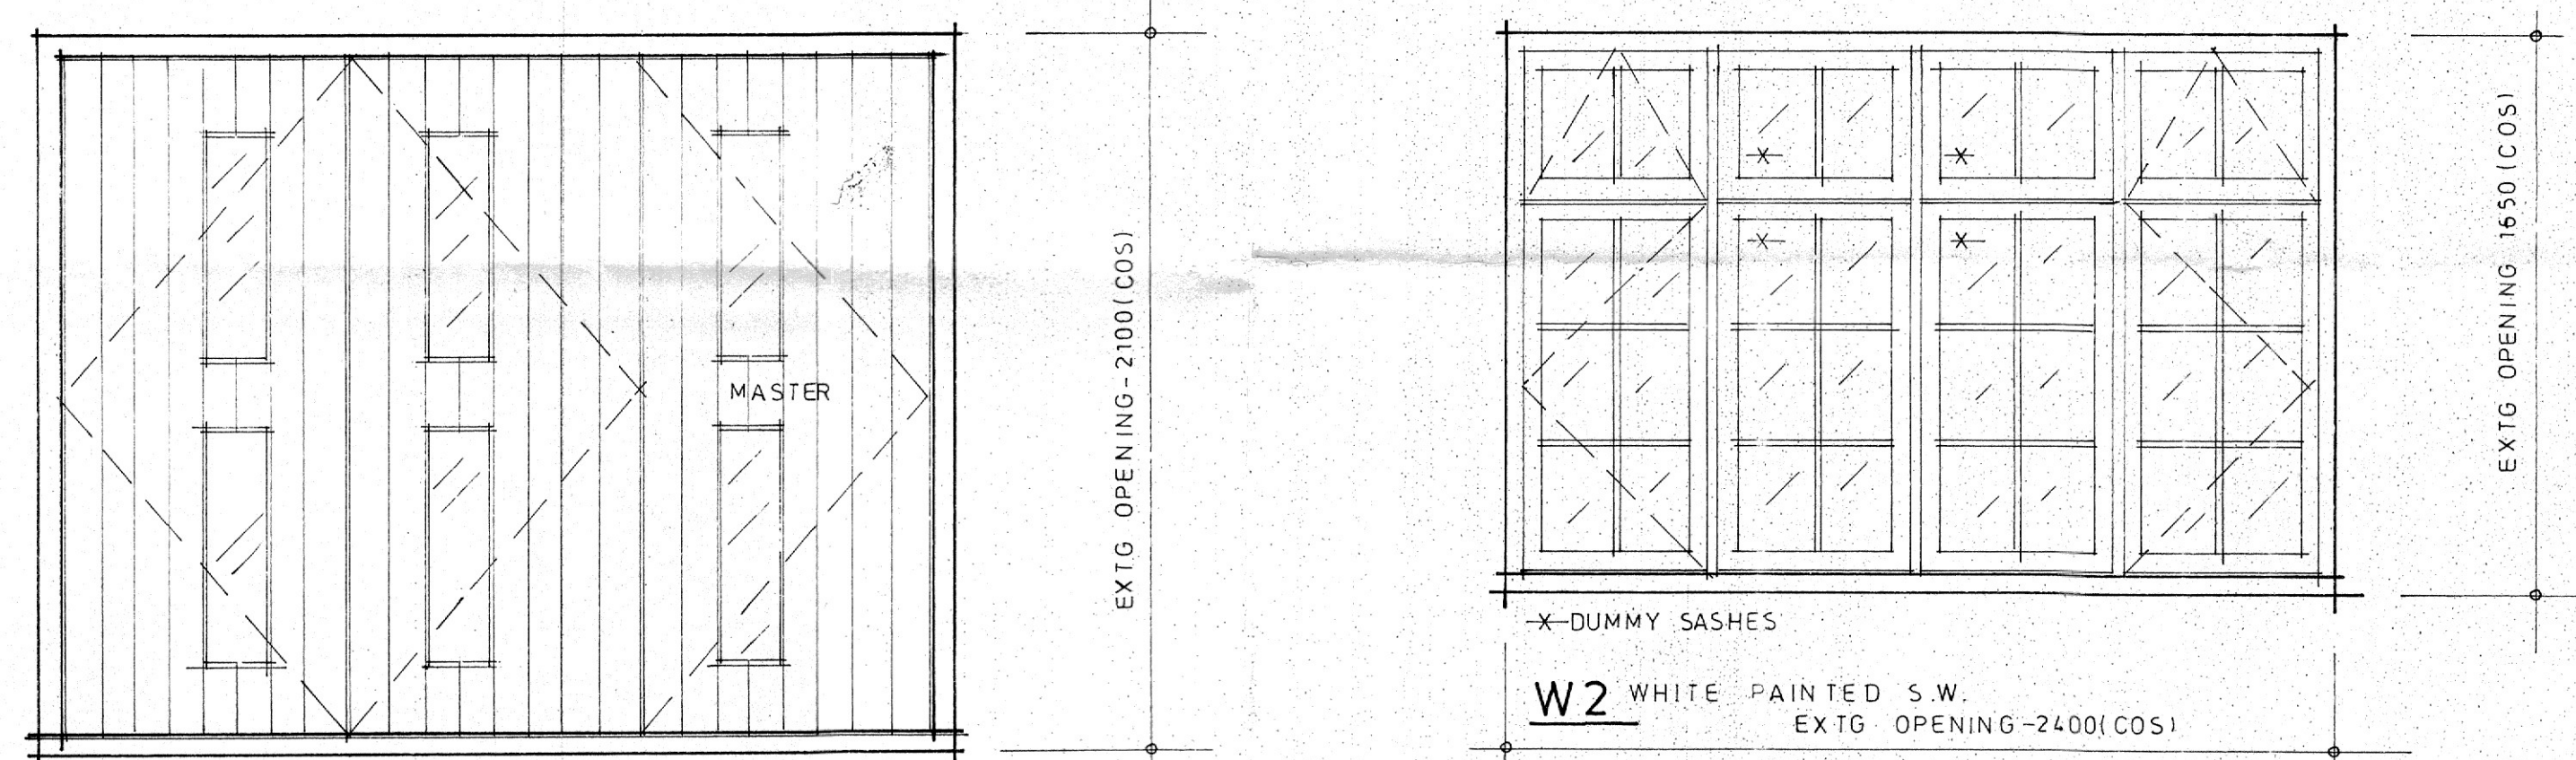 MASTER
EXTG OPENING-2100(COS)
EXTG OPENING 1650(COS)
DUMMY SASHES
W2 WHITE PAINTED S.W.
EXTG OPENING-2400(COS)